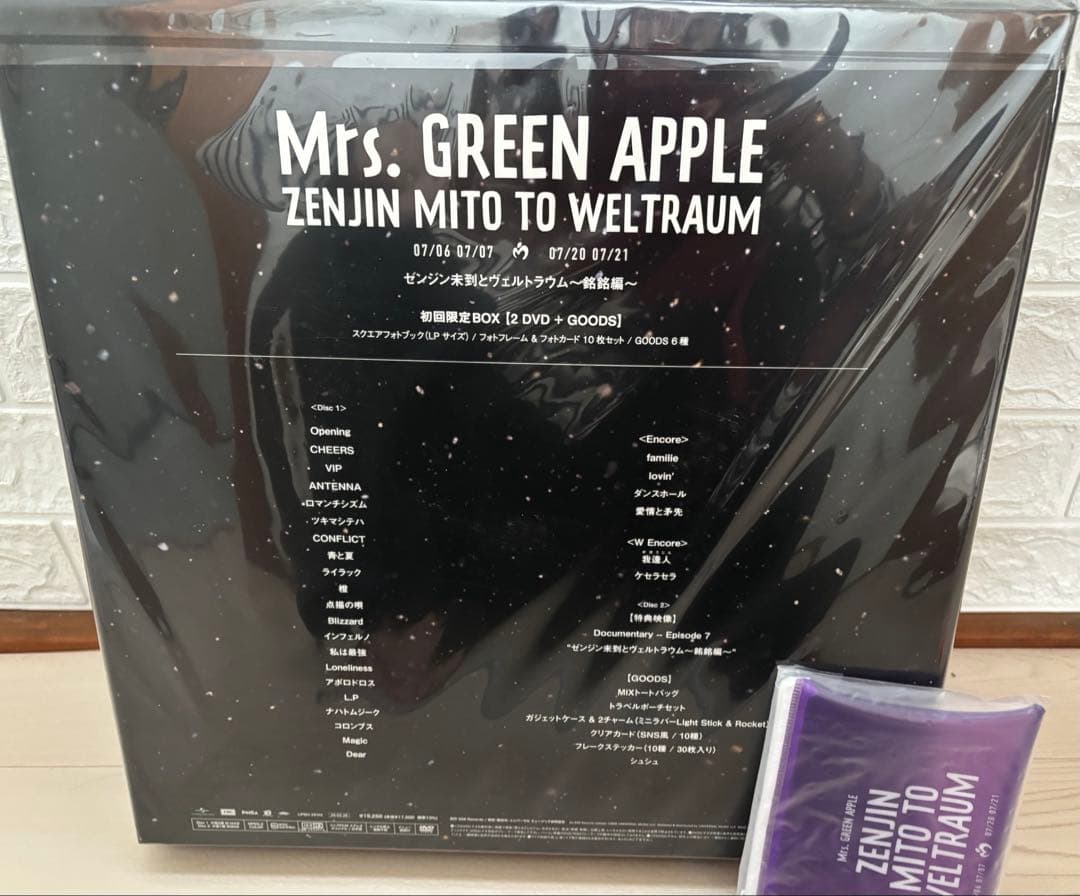 Mrs. GREEN APPLE
ZENJIN MITO TO WELTRAUM
07/06 07/07 07/20 07/21
ゼンジン未到とヴェルトラウム〜銘銘編〜
初回限定BOX【2 DVD + GOODS】
スクエアフォトブック(LPサイズ) / フォトフレーム & フォトカード10枚セット / GOODS 6種
<Disc 1>
Opening
CHEERS
VIP
ANTENNA
ロマンチシズム
ツキマシテハ
CONFLICT
青と夏
ライラック
橙
点描の唄
Blizzard
インフェルノ
私は最強
Loneliness
アポロドロス
L.P
ナハトムジーク
コロンブス
Magic
Dear
<Encore>
familie
lovin'
ダンスホール
愛情と矛先
<W Encore>
我逢人
ケセラセラ
<Disc 2>
【特典映像】
Documentary -- Episode 7
"ゼンジン未到とヴェルトラウム〜銘銘編〜"
【GOODS】
MIXトートバッグ
トラベルポーチセット
ガジェットケース & 2チャーム(ミニラバーLight Stick & Rocket)
クリアカード(SNS風 / 10種)
フレークステッカー(10種 / 30枚入り)
シュシュ
Mrs. GREEN APPLE
ZENJIN
MITO TO
WELTRAUM
07/07 07/20 07/21